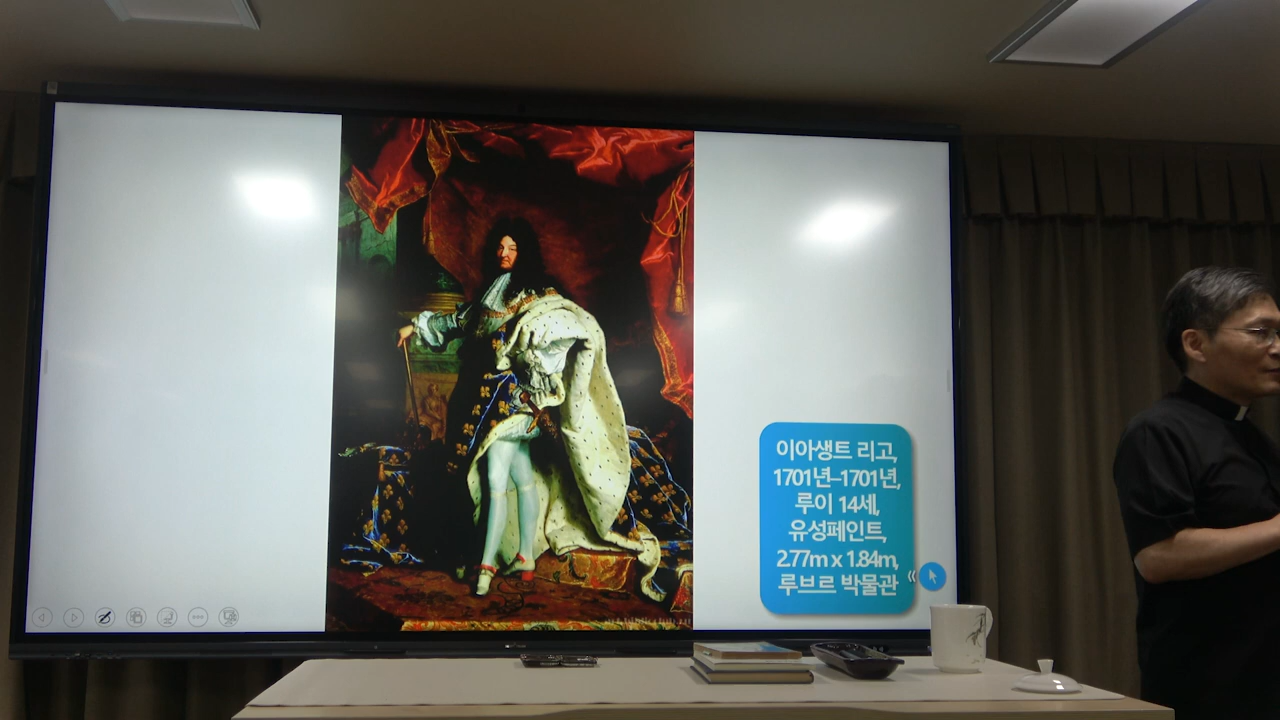 이아생트 리고,
1701년–1701년,
루이 14세,
유성페인트,
2.77m x 1.84m,
루브르 박물관